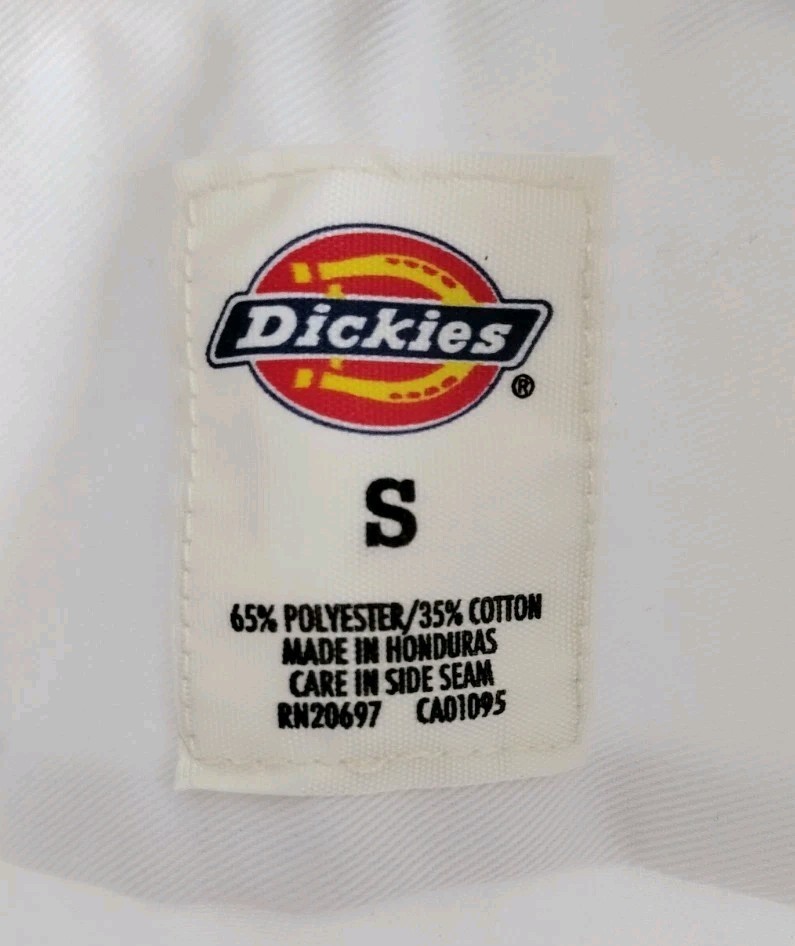 Dickies
®
S
65% POLYESTER/35% COTTON
MADE IN HONDURAS
CARE IN SIDE SEAM
RN20697 CA01095